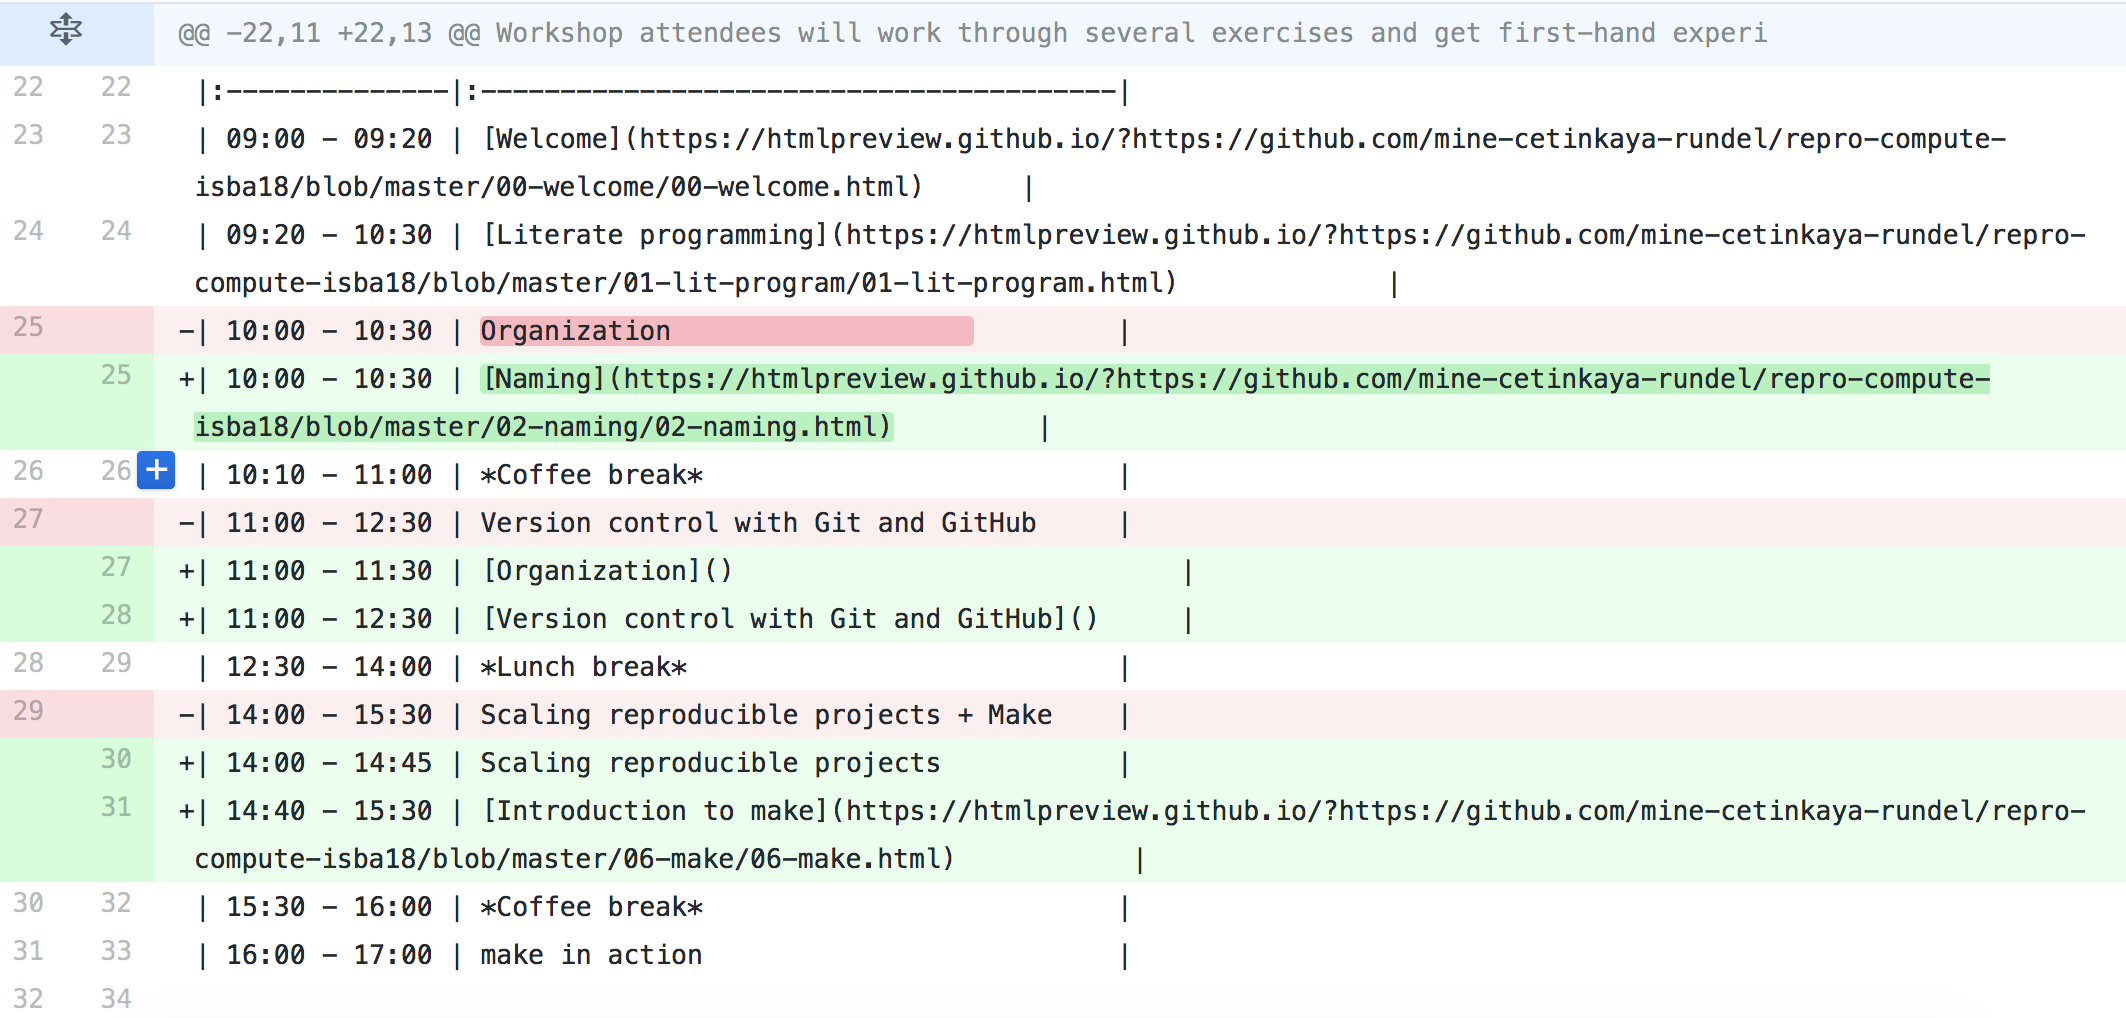 @@ -22,11 +22,13 @@ Workshop attendees will work through several exercises and get first-hand experi
22 22 |:--------------|:----------------------------------------|
23 23 | 09:00 - 09:20 | [Welcome](https://htmlpreview.github.io/?https://github.com/mine-cetinkaya-rundel/repro-compute-
isba18/blob/master/00-welcome/00-welcome.html) |
24 24 | 09:20 - 10:30 | [Literate programming](https://htmlpreview.github.io/?https://github.com/mine-cetinkaya-rundel/repro-
compute-isba18/blob/master/01-lit-program/01-lit-program.html) |
25 -| 10:00 - 10:30 | Organization |
25 +| 10:00 - 10:30 | [Naming](https://htmlpreview.github.io/?https://github.com/mine-cetinkaya-rundel/repro-compute-
isba18/blob/master/02-naming/02-naming.html) |
26 26 + | 10:10 - 11:00 | *Coffee break* |
27 -| 11:00 - 12:30 | Version control with Git and GitHub |
27 +| 11:00 - 11:30 | [Organization]() |
28 +| 11:00 - 12:30 | [Version control with Git and GitHub]() |
28 29 | 12:30 - 14:00 | *Lunch break* |
29 -| 14:00 - 15:30 | Scaling reproducible projects + Make |
30 +| 14:00 - 14:45 | Scaling reproducible projects |
31 +| 14:40 - 15:30 | [Introduction to make](https://htmlpreview.github.io/?https://github.com/mine-cetinkaya-rundel/repro-
compute-isba18/blob/master/06-make/06-make.html) |
30 32 | 15:30 - 16:00 | *Coffee break* |
31 33 | 16:00 - 17:00 | make in action |
32 34